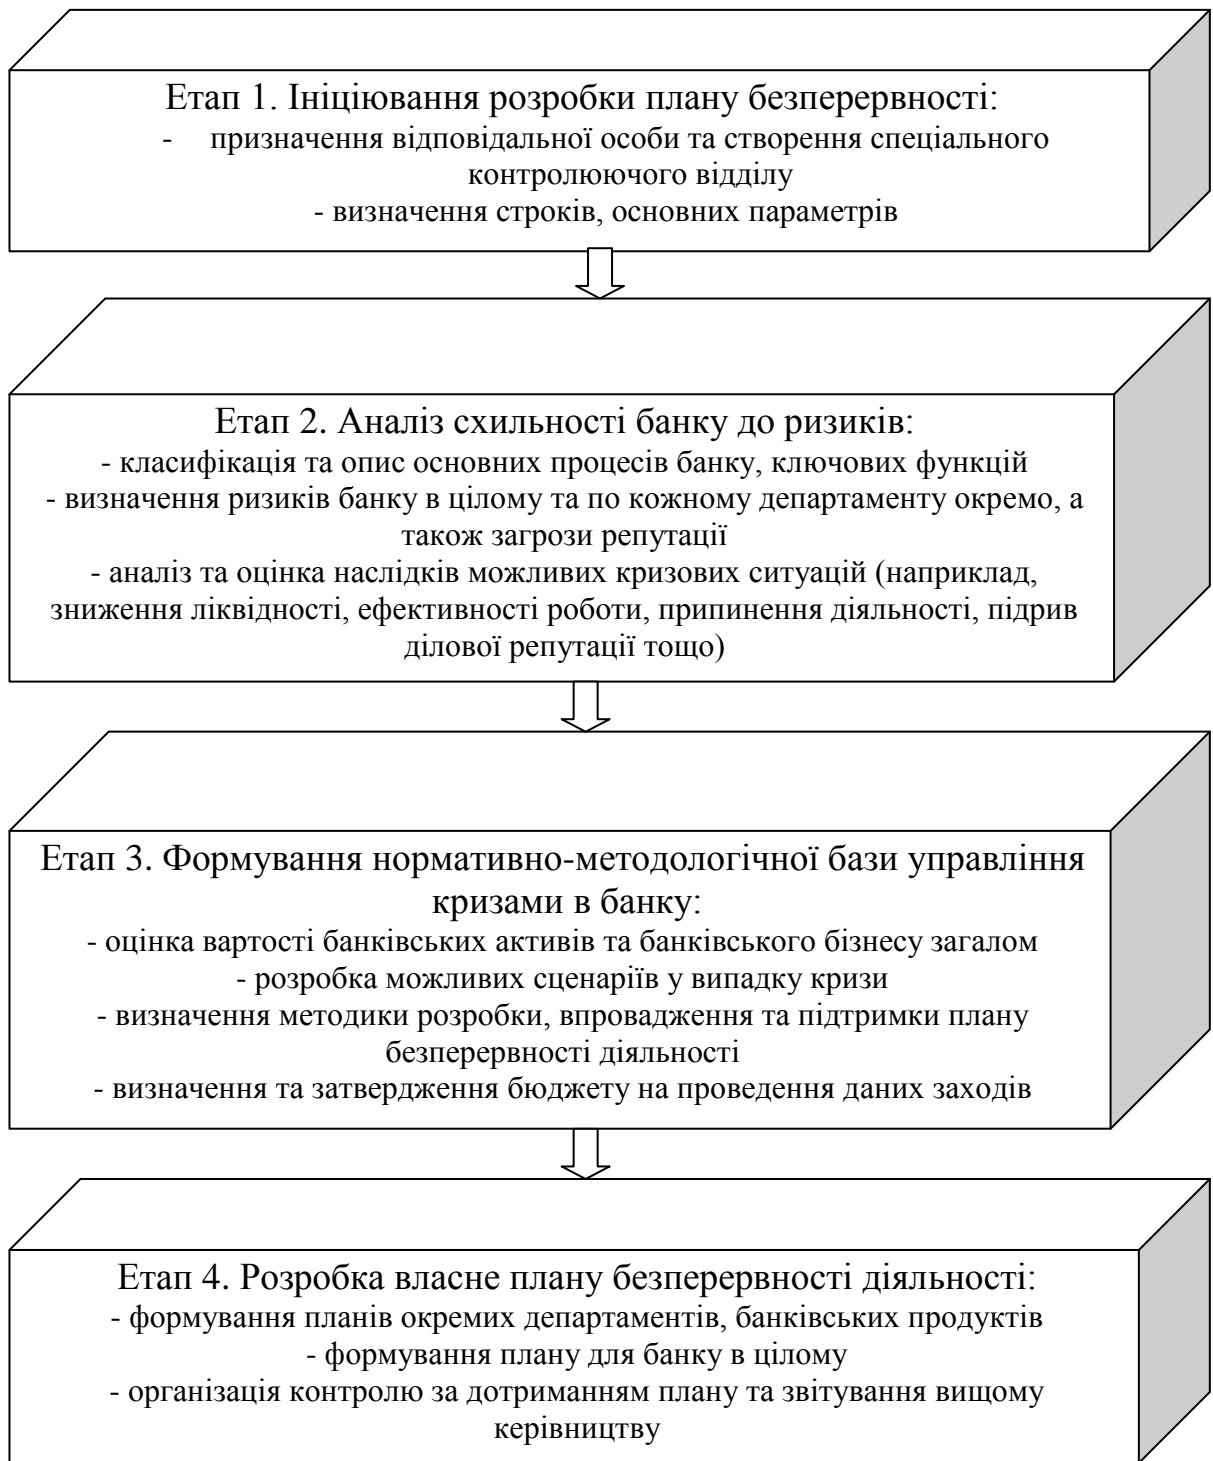 Етап 1. Ініціювання розробки плану безперервності:
- призначення відповідальної особи та створення спеціального
контролюючого відділу
- визначення строків, основних параметрів
Етап 2. Аналіз схильності банку до ризиків:
- класифікація та опис основних процесів банку, ключових функцій
- визначення ризиків банку в цілому та по кожному департаменту окремо, а
також загрози репутації
- аналіз та оцінка наслідків можливих кризових ситуацій (наприклад,
зниження ліквідності, ефективності роботи, припинення діяльності, підрив
ділової репутації тощо)
Етап 3. Формування нормативно-методологічної бази управління
кризами в банку:
- оцінка вартості банківських активів та банківського бізнесу загалом
- розробка можливих сценаріїв у випадку кризи
- визначення методики розробки, впровадження та підтримки плану
безперервності діяльності
- визначення та затвердження бюджету на проведення даних заходів
Етап 4. Розробка власне плану безперервності діяльності:
- формування планів окремих департаментів, банківських продуктів
- формування плану для банку в цілому
- організація контролю за дотриманням плану та звітування вищому
керівництву